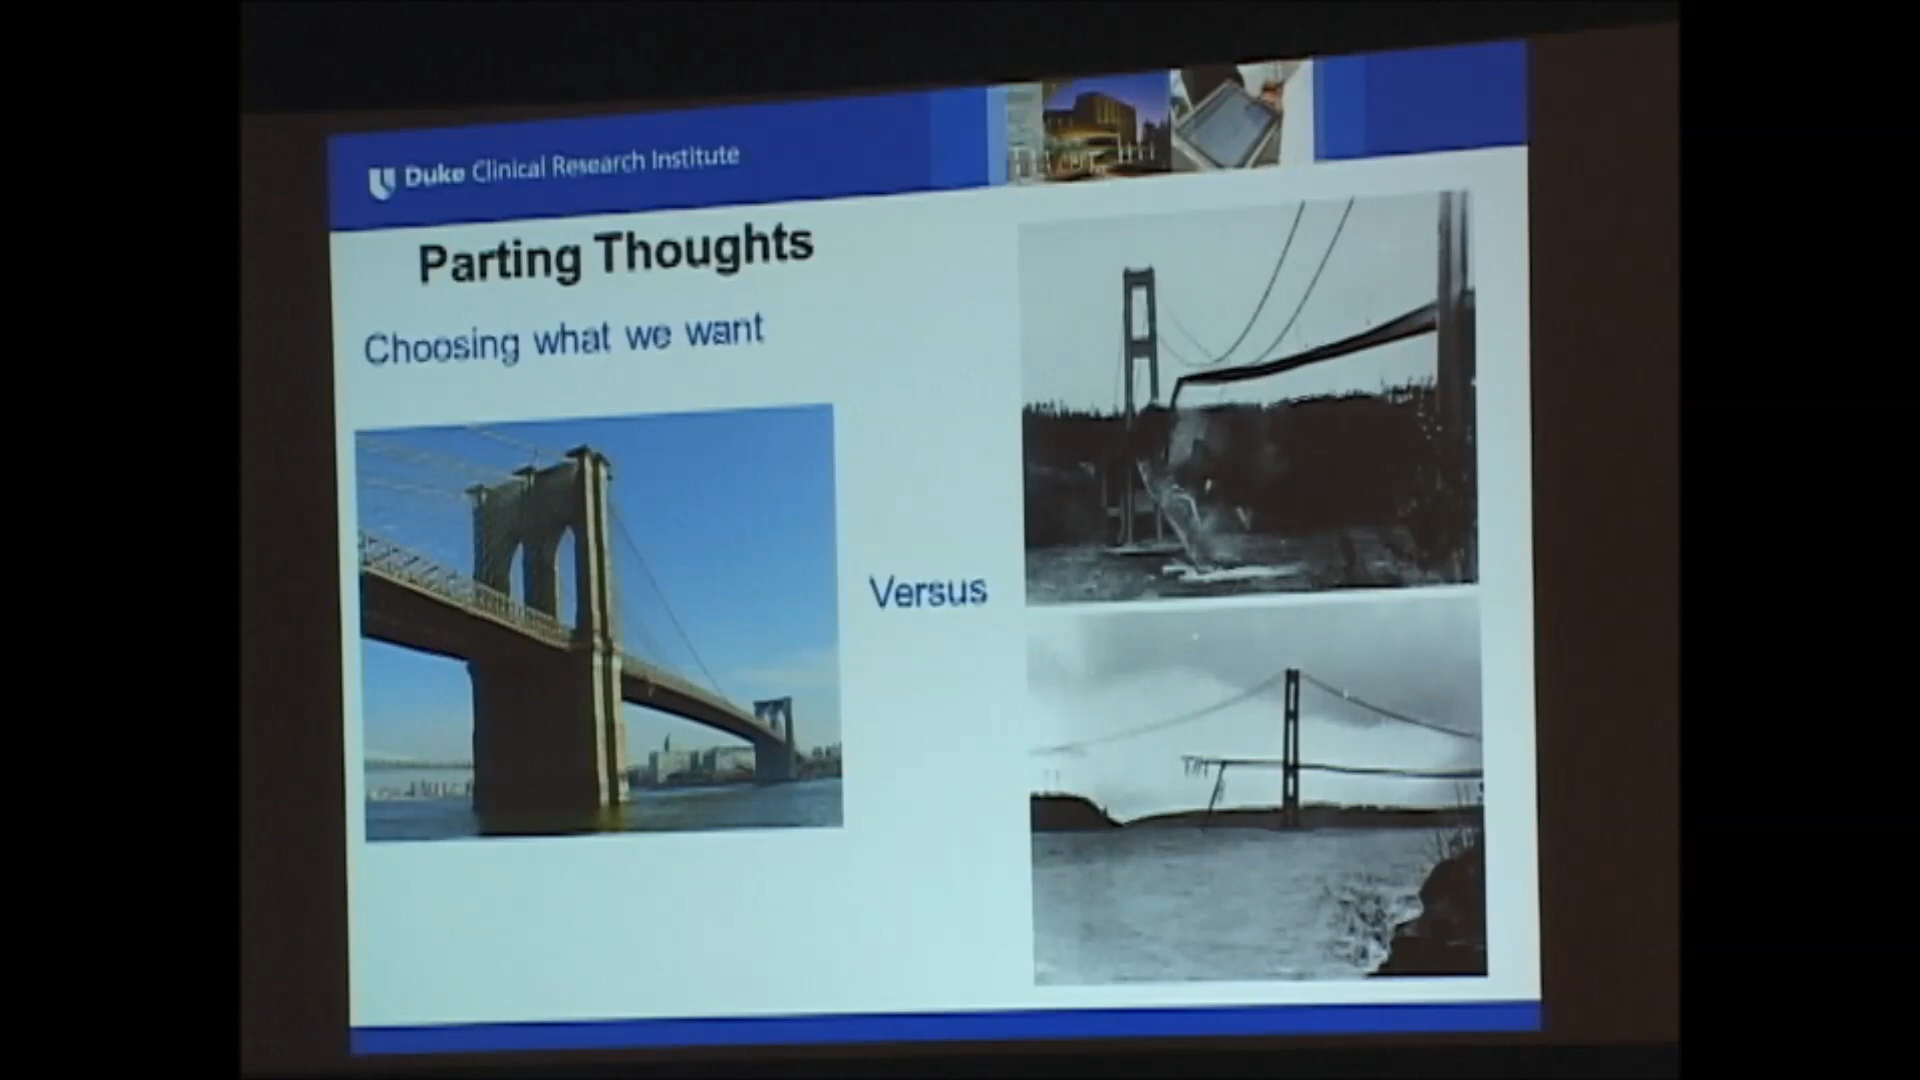 Duke Clinical Research Institute
Parting Thoughts
Choosing what we want
Versus